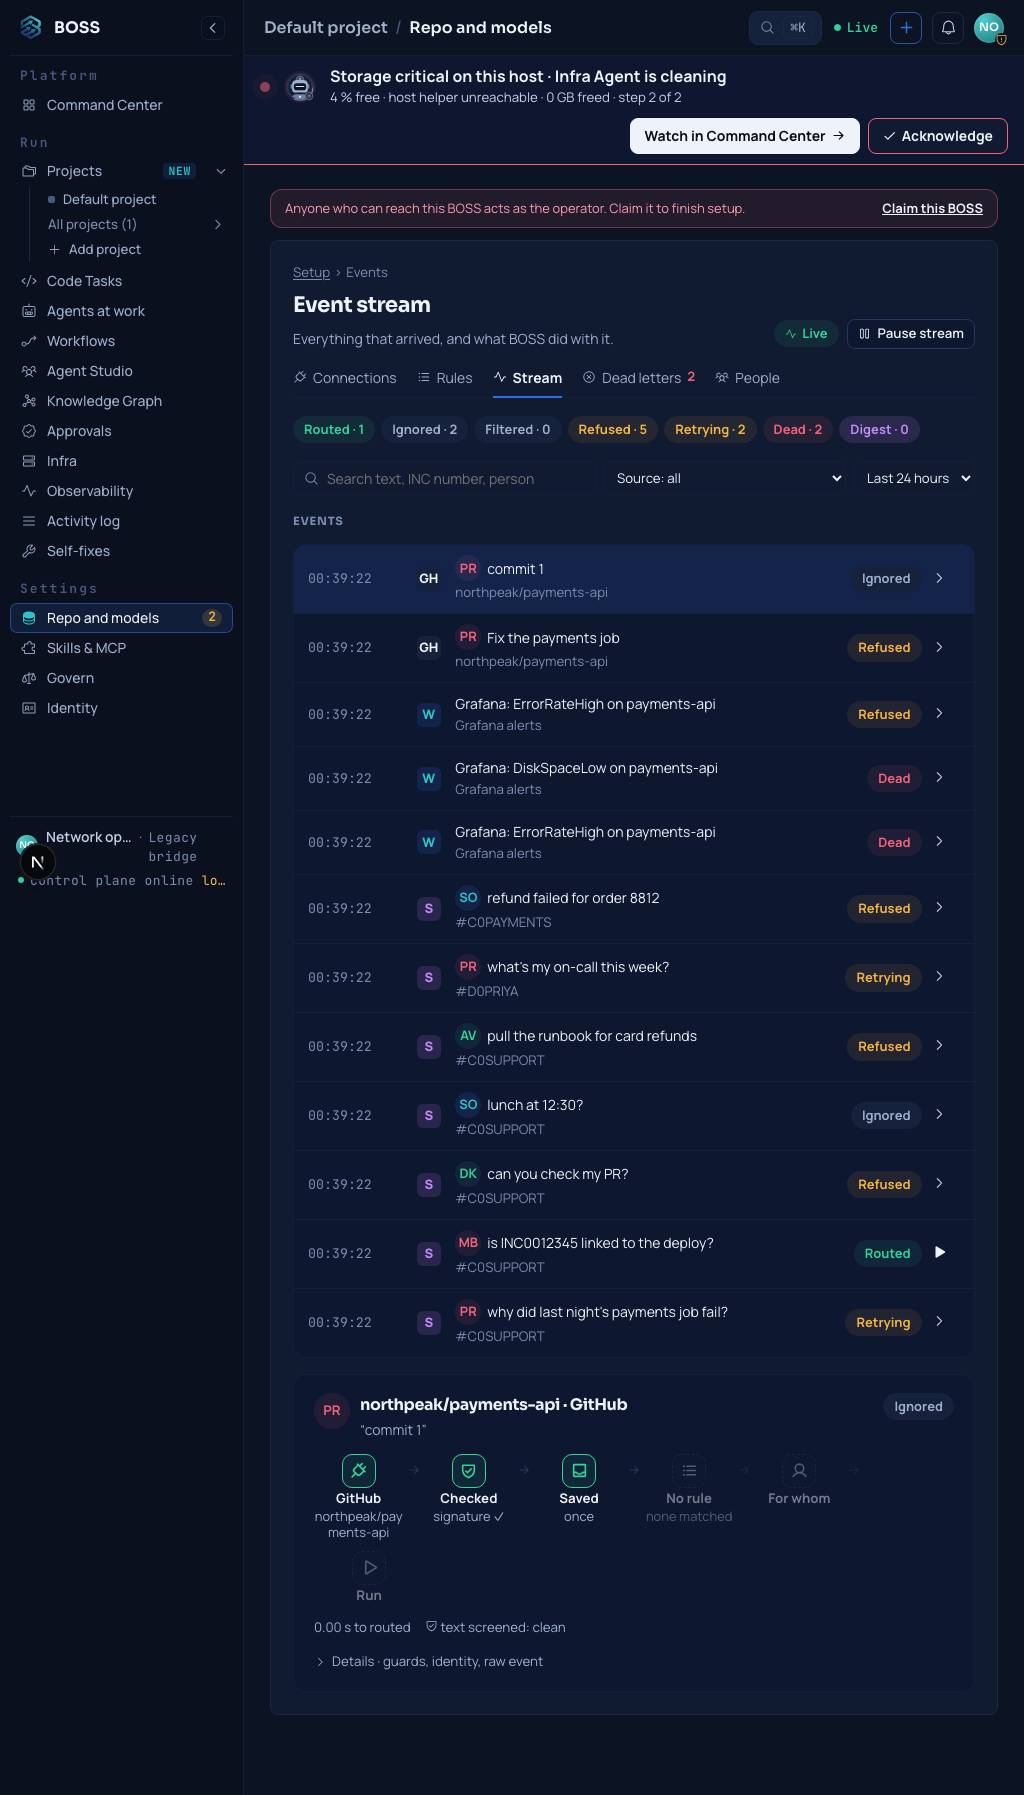 BOSS
Default project / Repo and models
⌘K
Live
NO
Platform
Command Center
Run
Projects NEW
Default project
All projects (1)
Add project
Code Tasks
Agents at work
Workflows
Agent Studio
Knowledge Graph
Approvals
Infra
Observability
Activity log
Self-fixes
Settings
Repo and models 2
Skills & MCP
Govern
Identity
Network op… · Legacy bridge
N
control plane online lo…
Storage critical on this host · Infra Agent is cleaning
4 % free · host helper unreachable · 0 GB freed · step 2 of 2
Watch in Command Center →
✓ Acknowledge
Anyone who can reach this BOSS acts as the operator. Claim it to finish setup. Claim this BOSS
Setup › Events
Event stream
Everything that arrived, and what BOSS did with it.
Live
Pause stream
Connections Rules Stream Dead letters 2 People
Routed · 1 Ignored · 2 Filtered · 0 Refused · 5 Retrying · 2 Dead · 2 Digest · 0
Search text, INC number, person
Source: all
Last 24 hours
EVENTS
00:39:22 GH PR commit 1 Ignored
northpeak/payments-api
00:39:22 GH PR Fix the payments job Refused
northpeak/payments-api
00:39:22 W Grafana: ErrorRateHigh on payments-api Refused
Grafana alerts
00:39:22 W Grafana: DiskSpaceLow on payments-api Dead
Grafana alerts
00:39:22 W Grafana: ErrorRateHigh on payments-api Dead
Grafana alerts
00:39:22 S SO refund failed for order 8812 Refused
#C0PAYMENTS
00:39:22 S PR what's my on-call this week? Retrying
#D0PRIYA
00:39:22 S AV pull the runbook for card refunds Refused
#C0SUPPORT
00:39:22 S SO lunch at 12:30? Ignored
#C0SUPPORT
00:39:22 S DK can you check my PR? Refused
#C0SUPPORT
00:39:22 S MB is INC0012345 linked to the deploy? Routed
#C0SUPPORT
00:39:22 S PR why did last night's payments job fail? Retrying
#C0SUPPORT
PR northpeak/payments-api · GitHub Ignored
“commit 1”
GitHub Checked Saved No rule For whom
northpeak/pay signature ✓ once none matched
ments-api
Run
0.00 s to routed text screened: clean
Details · guards, identity, raw event